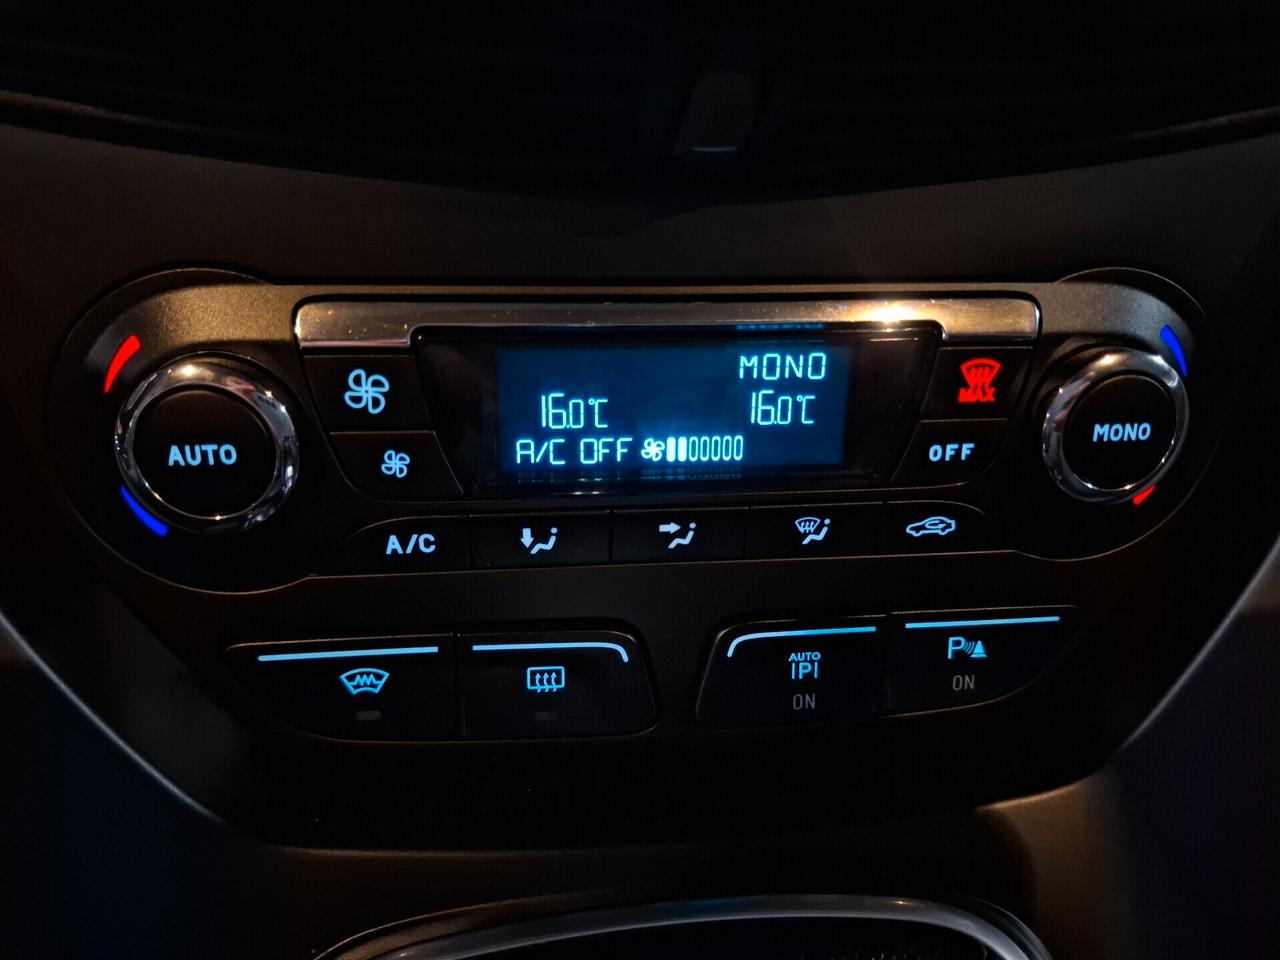 MONO
16.0°C 16.0°C
A/C OFF
MAX
AUTO
MONO
OFF
A/C
AUTO
P
ON
P
ON